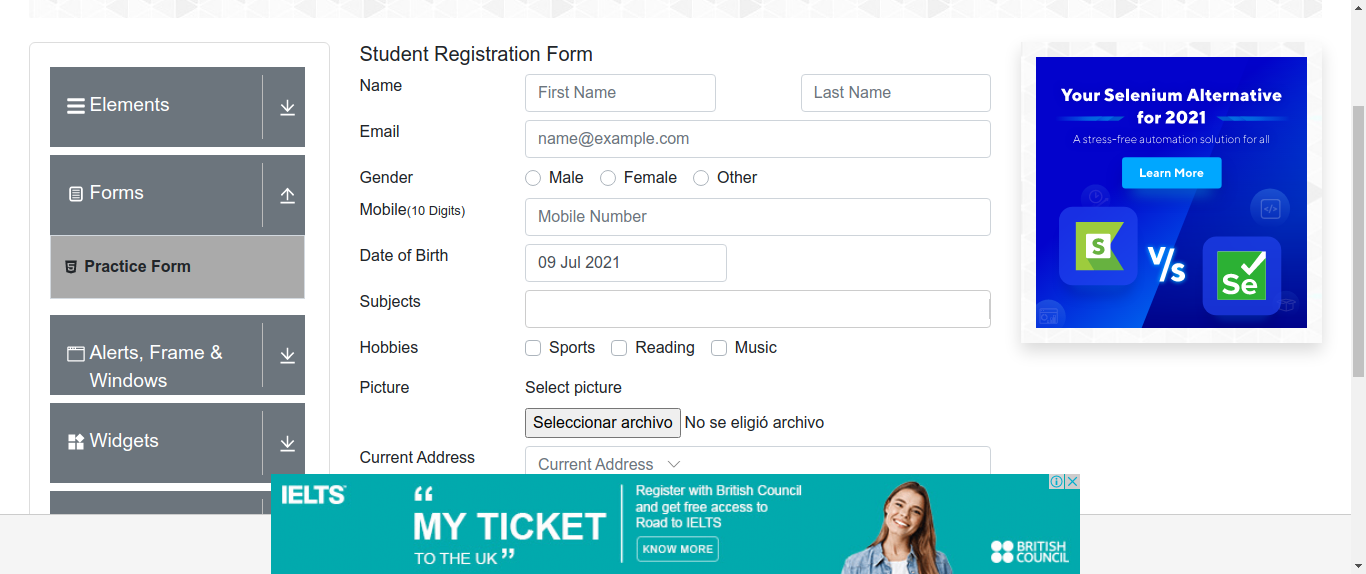 Elements
Forms
Practice Form
Alerts, Frame &
Windows
Widgets
Student Registration Form
Name
First Name
Last Name
Email
name@example.com
Gender
Male
Female
Other
Mobile(10 Digits)
Mobile Number
Date of Birth
09 Jul 2021
Subjects
Hobbies
Sports
Reading
Music
Picture
Select picture
Seleccionar archivo No se eligió archivo
Current Address
Current Address
Your Selenium Alternative
for 2021
A stress-free automation solution for all
Learn More
S
V/S
Se
IELTS™
“
MY TICKET
TO THE UK ”
Register with British Council
and get free access to
Road to IELTS
KNOW MORE
BRITISH
COUNCIL